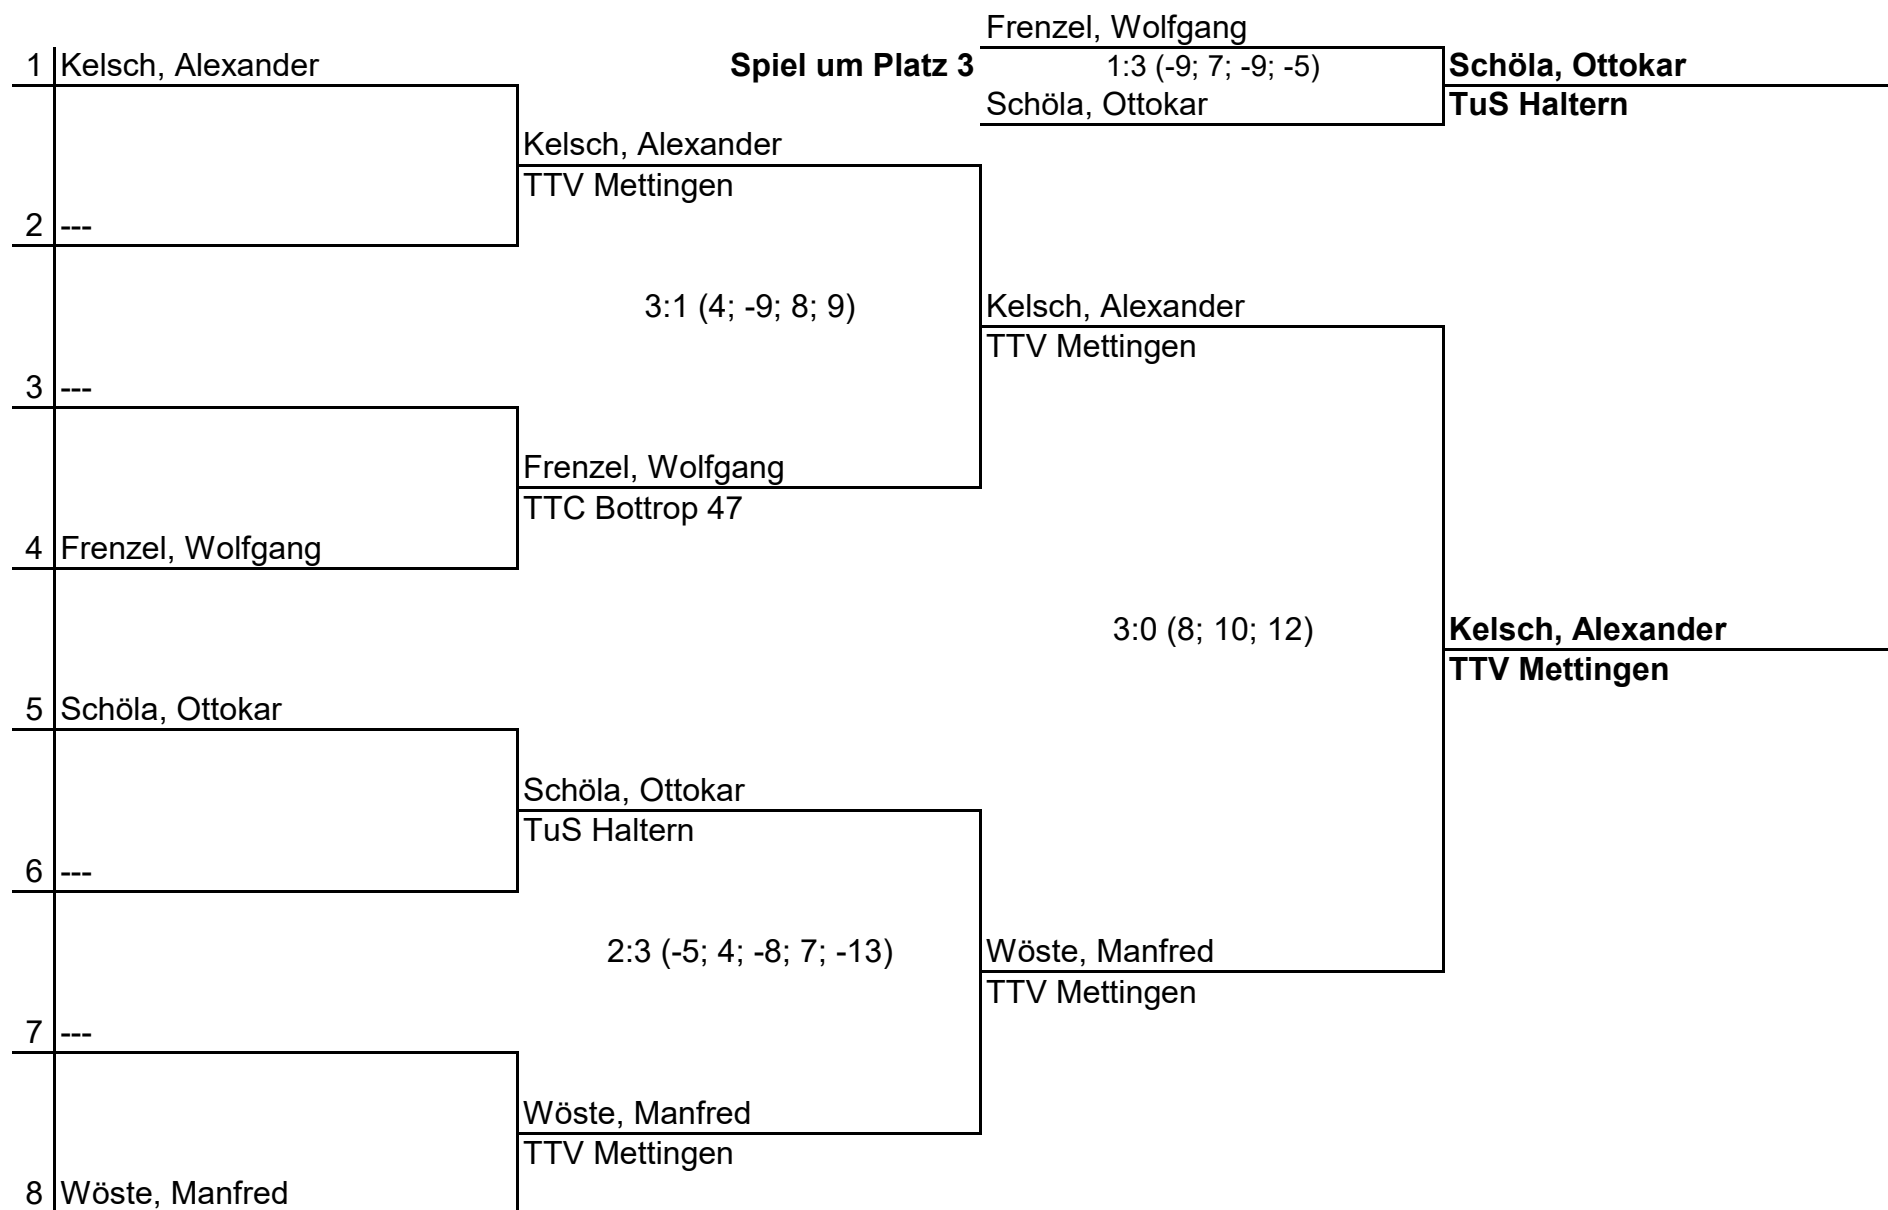 Frenzel, Wolfgang
1 Kelsch, Alexander
Spiel um Platz 3
1:3 (-9; 7; -9; -5)
Schöla, Ottokar
Schöla, Ottokar
TuS Haltern
Kelsch, Alexander
TTV Mettingen
2 ---
3:1 (4; -9; 8; 9)
Kelsch, Alexander
TTV Mettingen
3 ---
Frenzel, Wolfgang
TTC Bottrop 47
4 Frenzel, Wolfgang
3:0 (8; 10; 12)
Kelsch, Alexander
TTV Mettingen
5 Schöla, Ottokar
Schöla, Ottokar
TuS Haltern
6 ---
2:3 (-5; 4; -8; 7; -13)
Wöste, Manfred
TTV Mettingen
7 ---
Wöste, Manfred
TTV Mettingen
8 Wöste, Manfred